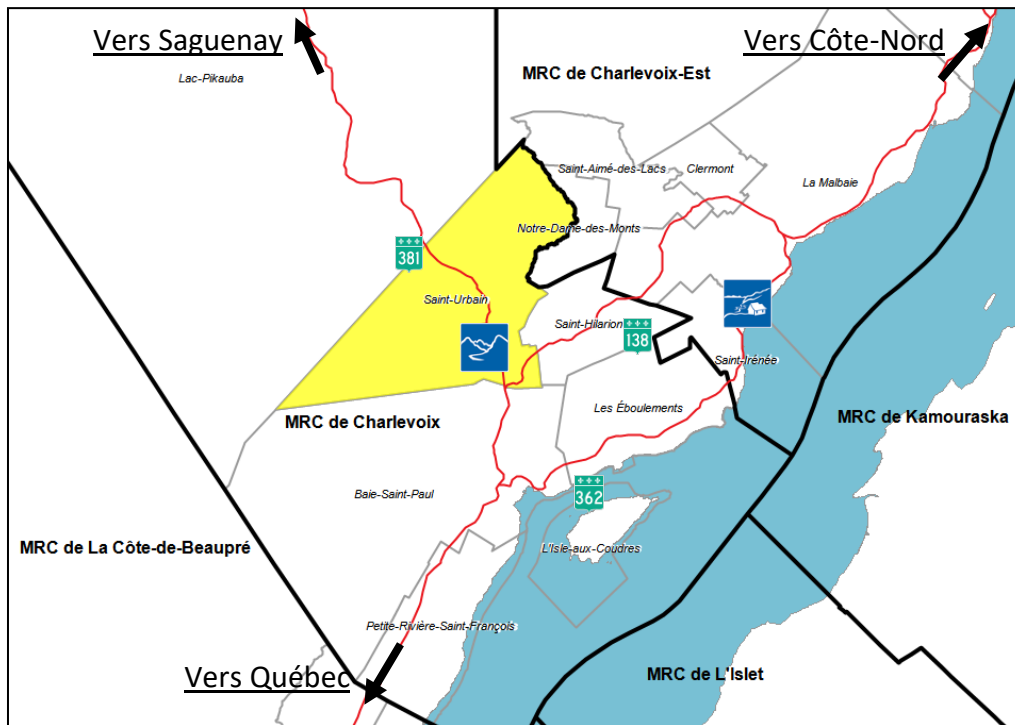 Vers Saguenay
Vers Côte-Nord
Lac-Pikauba
MRC de Charlevoix-Est
Saint-Aimé-des-Lacs
Clermont
La Malbaie
Notre-Dame-des-Monts
381
Saint-Urbain
Saint-Hilarion
138
Saint-Irénée
Les Éboulements
MRC de Charlevoix
MRC de Kamouraska
Baie-Saint-Paul
362
MRC de La Côte-de-Beaupré
L'Isle-aux-Coudres
Petite-Rivière-Saint-François
Vers Québec
MRC de L'Islet